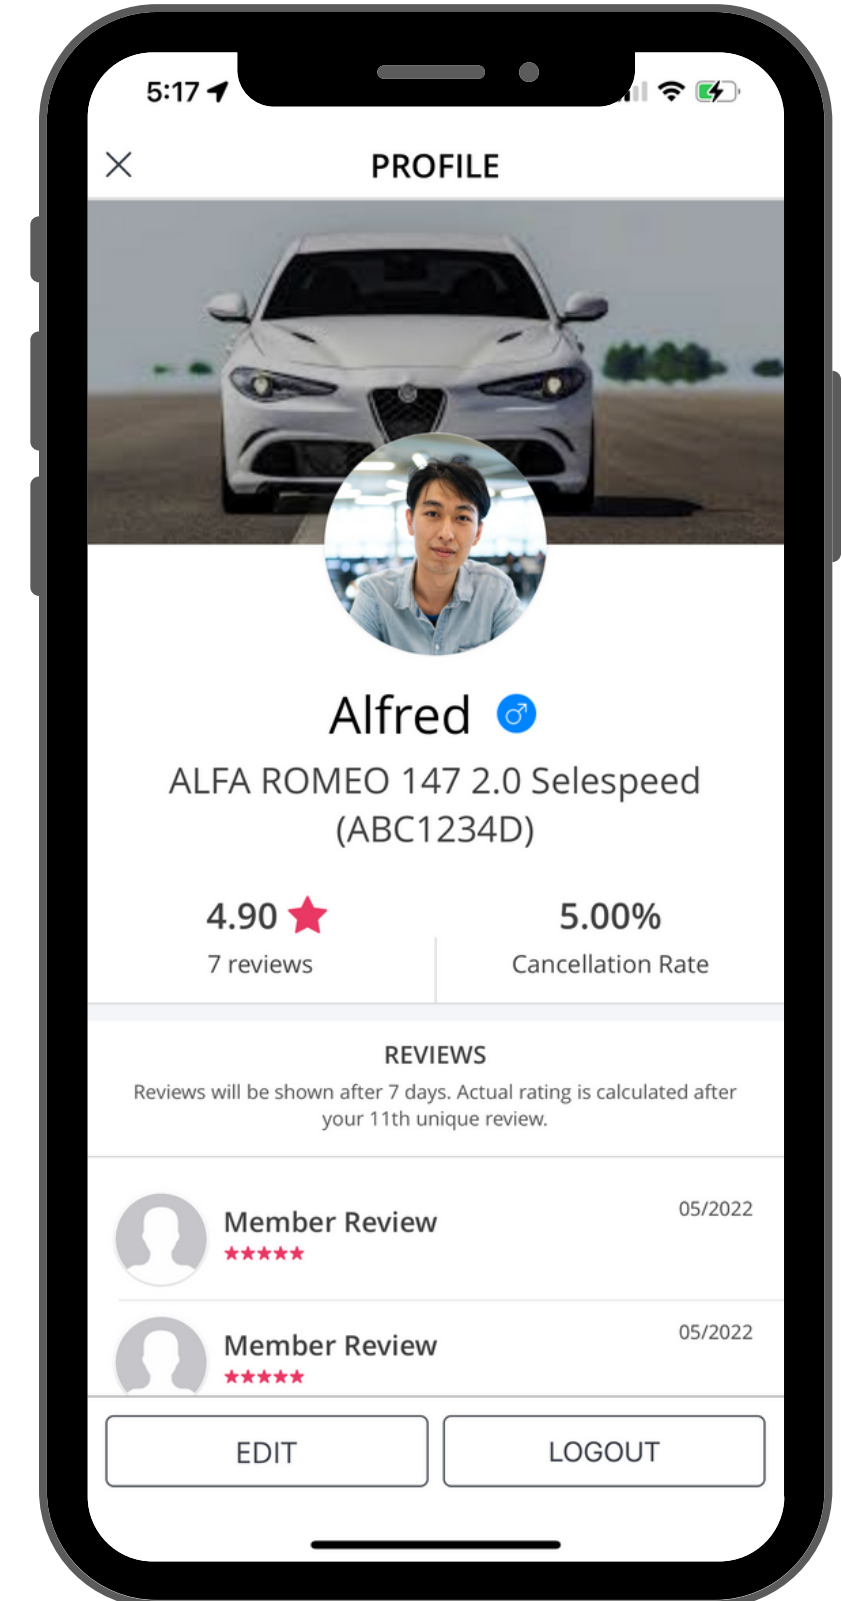 5:17
PROFILE
Alfred
ALFA ROMEO 147 2.0 Selespeed
(ABC1234D)
4.90
5.00%
7 reviews
Cancellation Rate
REVIEWS
Reviews will be shown after 7 days. Actual rating is calculated after
your 11th unique review.
Member Review
05/2022
Member Review
05/2022
EDIT
LOGOUT